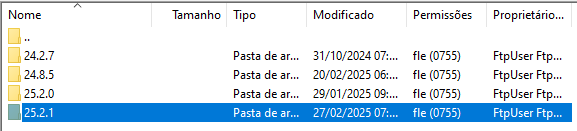 Nome Tamanho Tipo Modificado Permissões Proprietário...
..
24.2.7 Pasta de ar... 31/10/2024 07:... fle (0755) FtpUser Ftp...
24.8.5 Pasta de ar... 20/02/2025 06:... fle (0755) FtpUser Ftp...
25.2.0 Pasta de ar... 29/01/2025 09:... fle (0755) FtpUser Ftp...
25.2.1 Pasta de ar... 27/02/2025 07:... fle (0755) FtpUser Ftp...